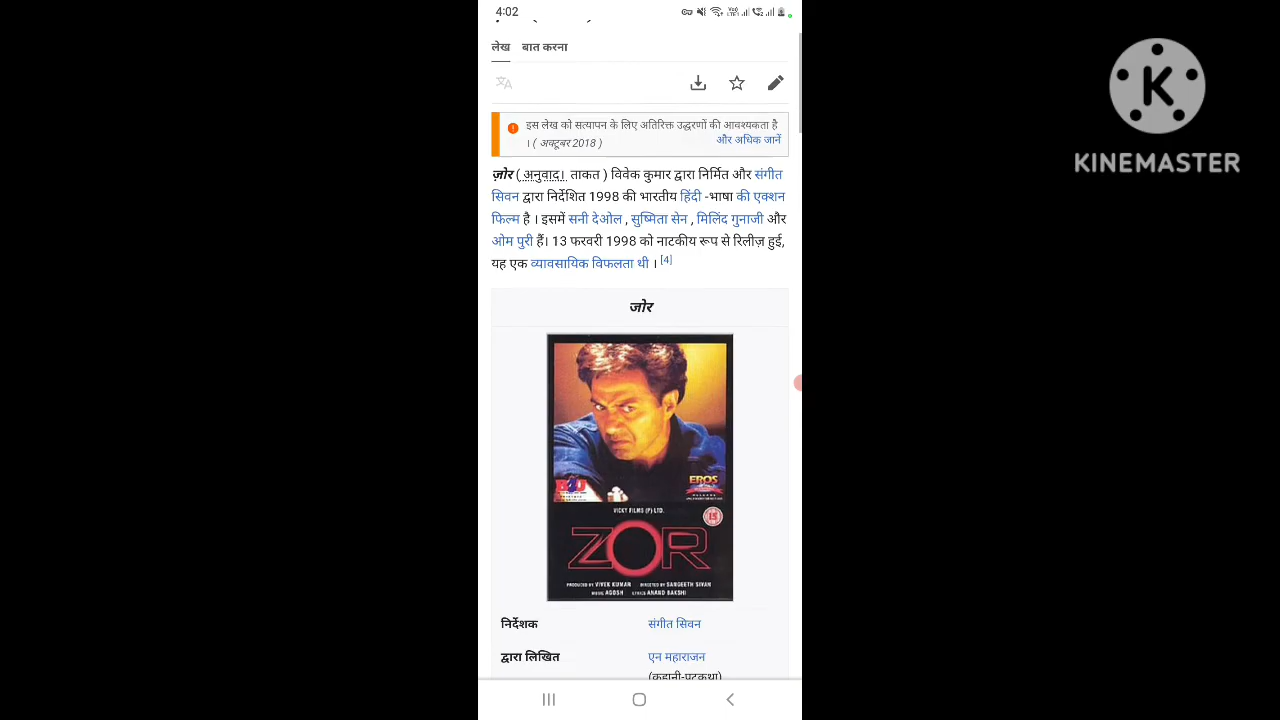 4:02
लेख बात करना
इस लेख को सत्यापन के लिए अतिरिक्त उद्धरणों की आवश्यकता है
। ( अक्टूबर 2018 ) और अधिक जानें
ज़ोर ( अनुवाद। ताकत ) विवेक कुमार द्वारा निर्मित और संगीत
सिवन द्वारा निर्देशित 1998 की भारतीय हिंदी -भाषा की एक्शन
फिल्म है । इसमें सनी देओल , सुष्मिता सेन , मिलिंद गुनाजी और
ओम पुरी हैं। 13 फरवरी 1998 को नाटकीय रूप से रिलीज़ हुई,
यह एक व्यावसायिक विफलता थी । [4]
जोर
EROS
VICKY FILMS (P) LTD.
15
ZOR
PRODUCED BY VIVEK KUMAR DIRECTED BY SANGEETH SIVAN
MUSIC AGOSH LYRICS ANAND BAKSHI
निर्देशक संगीत सिवन
द्वारा लिखित एन महाराजन
(कहानी-पटकथा)
K
KINEMASTER